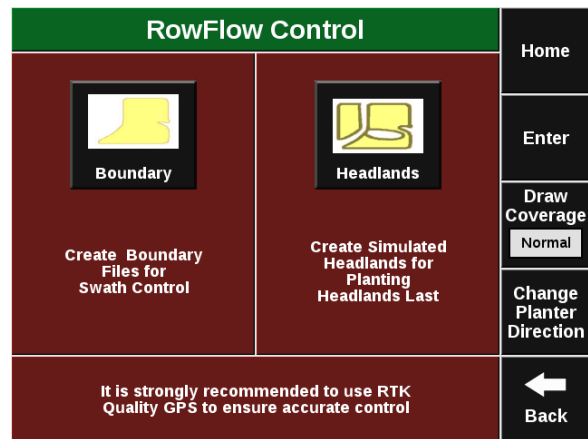 RowFlow Control
Boundary
Create Boundary
Files for
Swath Control
Headlands
Create Simulated
Headlands for
Planting
Headlands Last
It is strongly recommended to use RTK
Quality GPS to ensure accurate control
Home
Enter
Draw
Coverage
Normal
Change
Planter
Direction
Back